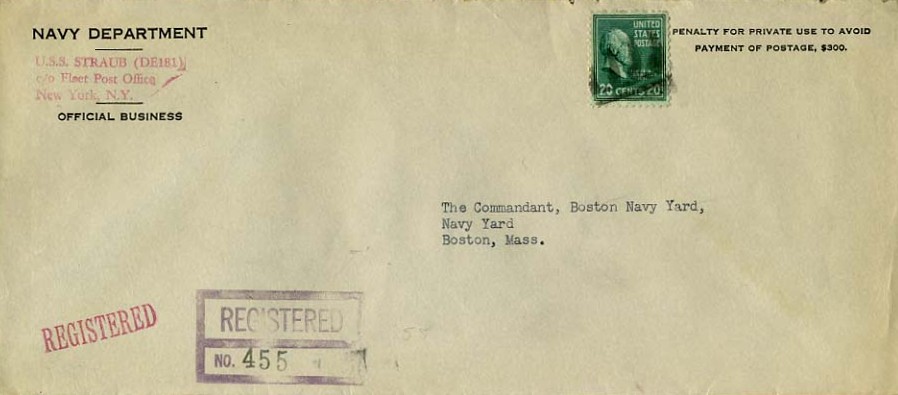 NAVY DEPARTMENT
U.S.S. STRAUB (DE181)
c/o Fleet Post Office
New York, N.Y.
OFFICIAL BUSINESS
UNITED
STATES
POSTAGE
20 CENTS 20
PENALTY FOR PRIVATE USE TO AVOID
PAYMENT OF POSTAGE, $300.
The Commandant, Boston Navy Yard,
Navy Yard
Boston, Mass.
REGISTERED
REGISTERED
NO. 455